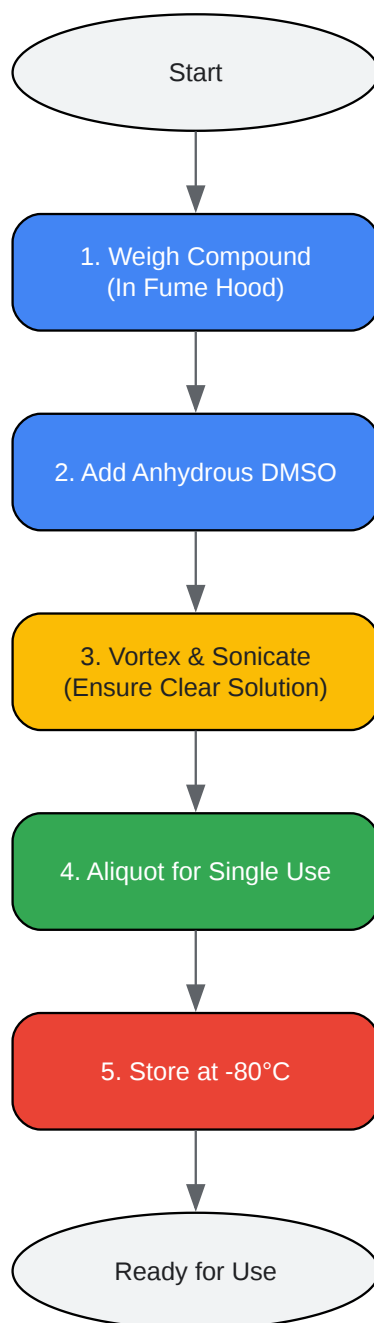 Start
1. Weigh Compound
(In Fume Hood)
2. Add Anhydrous DMSO
3. Vortex & Sonicate
(Ensure Clear Solution)
4. Aliquot for Single Use
5. Store at -80°C
Ready for Use